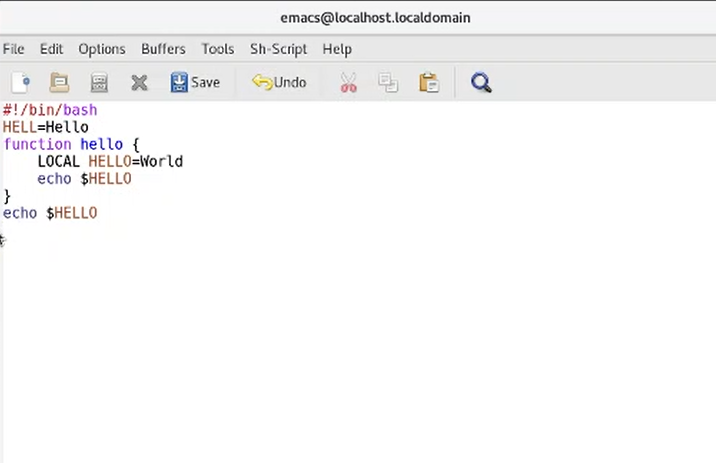 emacs@localhost.localdomain
File Edit Options Buffers Tools Sh-Script Help
Save Undo
#!/bin/bash
HELL=Hello
function hello {
    LOCAL HELLO=World
    echo $HELLO
}
echo $HELLO